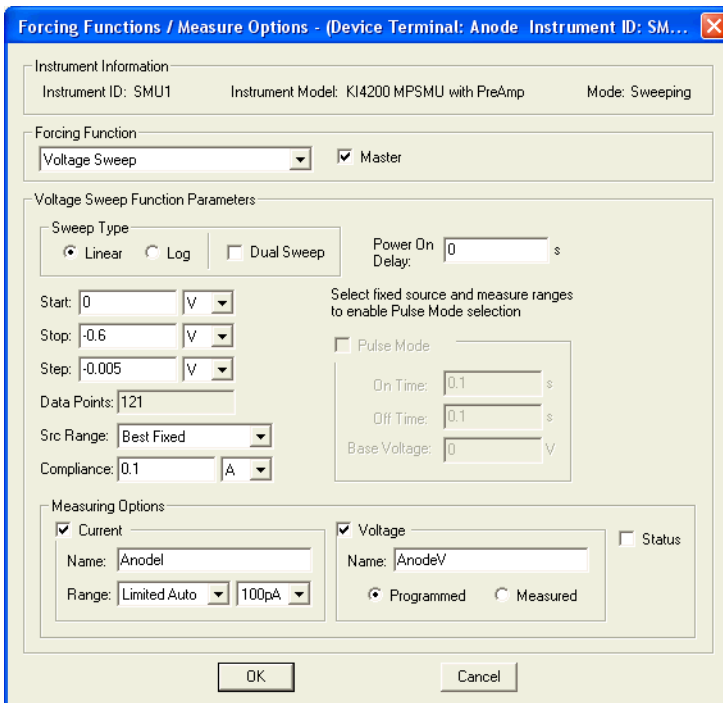 Forcing Functions / Measure Options - (Device Terminal: Anode Instrument ID: SM...
Instrument Information
Instrument ID: SMU1 Instrument Model: KI4200 MPSMU with PreAmp Mode: Sweeping
Forcing Function
Voltage Sweep Master
Voltage Sweep Function Parameters
Sweep Type
Linear Log Dual Sweep
Power On Delay: 0 s
Start: 0 V
Stop: -0.6 V
Step: -0.005 V
Data Points: 121
Src Range: Best Fixed
Compliance: 0.1 A
Select fixed source and measure ranges
to enable Pulse Mode selection
Pulse Mode
On Time: 0.1 s
Off Time: 0.1 s
Base Voltage: 0 V
Measuring Options
Current
Name: AnodeI
Range: Limited Auto 100pA
Voltage
Name: AnodeV
Programmed Measured
Status
OK Cancel